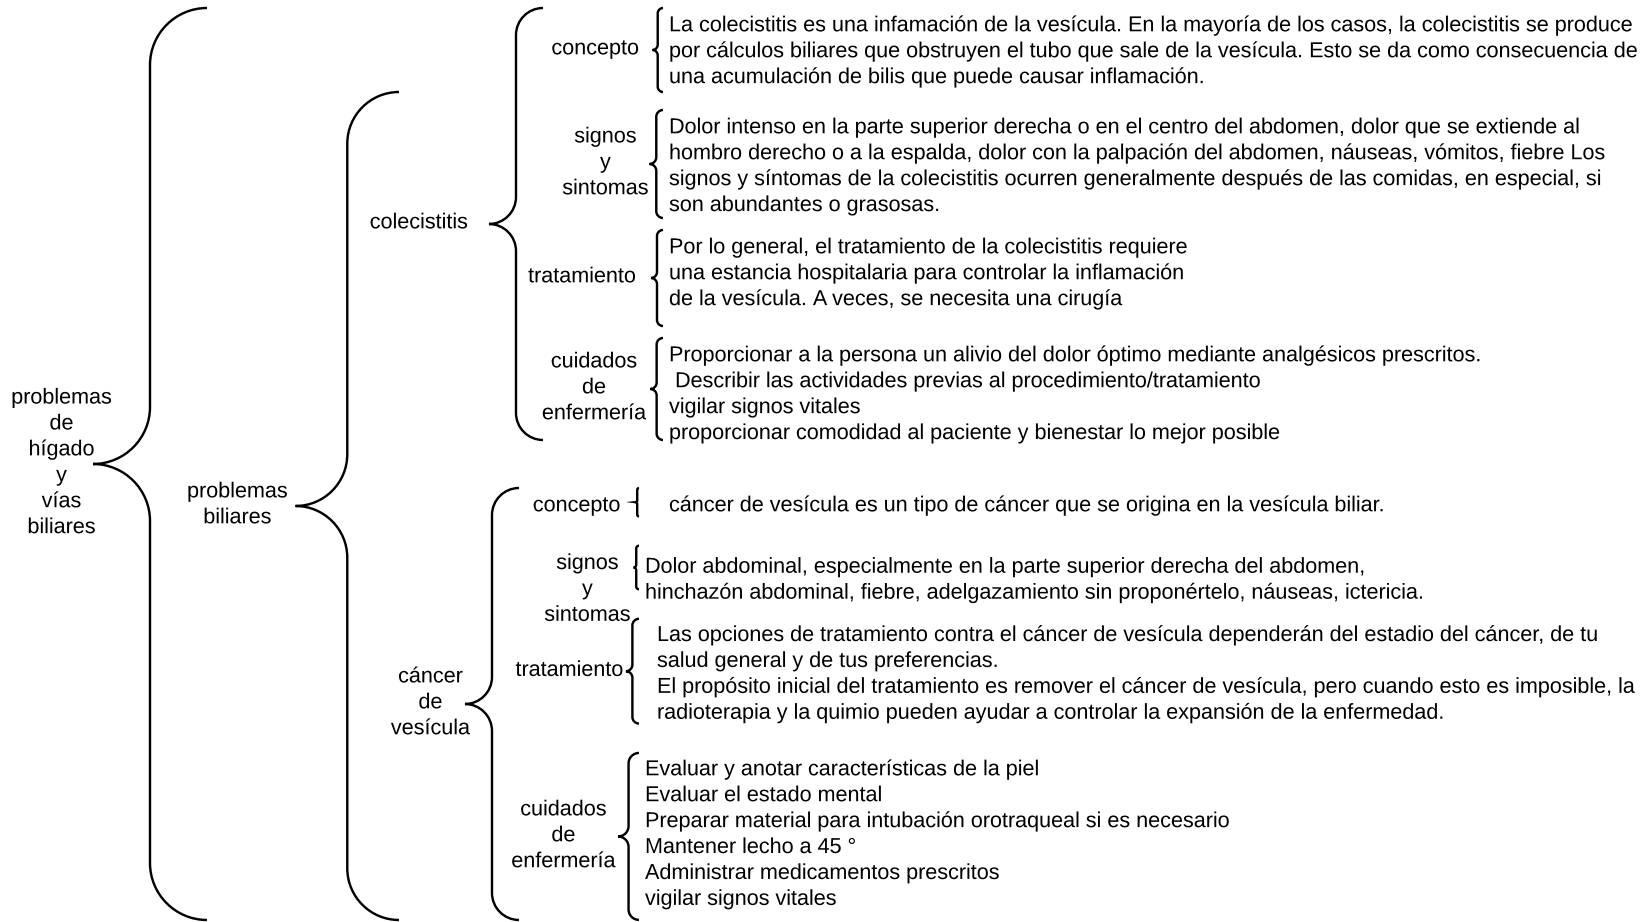 problemas
de
hígado
y
vías
biliares
problemas
biliares
colecistitis
concepto
La colecistitis es una infamación de la vesícula. En la mayoría de los casos, la colecistitis se produce
por cálculos biliares que obstruyen el tubo que sale de la vesícula. Esto se da como consecuencia de
una acumulación de bilis que puede causar inflamación.
signos
y
sintomas
Dolor intenso en la parte superior derecha o en el centro del abdomen, dolor que se extiende al
hombro derecho o a la espalda, dolor con la palpación del abdomen, náuseas, vómitos, fiebre Los
signos y síntomas de la colecistitis ocurren generalmente después de las comidas, en especial, si
son abundantes o grasosas.
tratamiento
Por lo general, el tratamiento de la colecistitis requiere
una estancia hospitalaria para controlar la inflamación
de la vesícula. A veces, se necesita una cirugía
cuidados
de
enfermería
Proporcionar a la persona un alivio del dolor óptimo mediante analgésicos prescritos.
Describir las actividades previas al procedimiento/tratamiento
vigilar signos vitales
proporcionar comodidad al paciente y bienestar lo mejor posible
cáncer
de
vesícula
concepto
cáncer de vesícula es un tipo de cáncer que se origina en la vesícula biliar.
signos
y
sintomas
Dolor abdominal, especialmente en la parte superior derecha del abdomen,
hinchazón abdominal, fiebre, adelgazamiento sin proponértelo, náuseas, ictericia.
tratamiento
Las opciones de tratamiento contra el cáncer de vesícula dependerán del estadio del cáncer, de tu
salud general y de tus preferencias.
El propósito inicial del tratamiento es remover el cáncer de vesícula, pero cuando esto es imposible, la
radioterapia y la quimio pueden ayudar a controlar la expansión de la enfermedad.
cuidados
de
enfermería
Evaluar y anotar características de la piel
Evaluar el estado mental
Preparar material para intubación orotraqueal si es necesario
Mantener lecho a 45 °
Administrar medicamentos prescritos
vigilar signos vitales